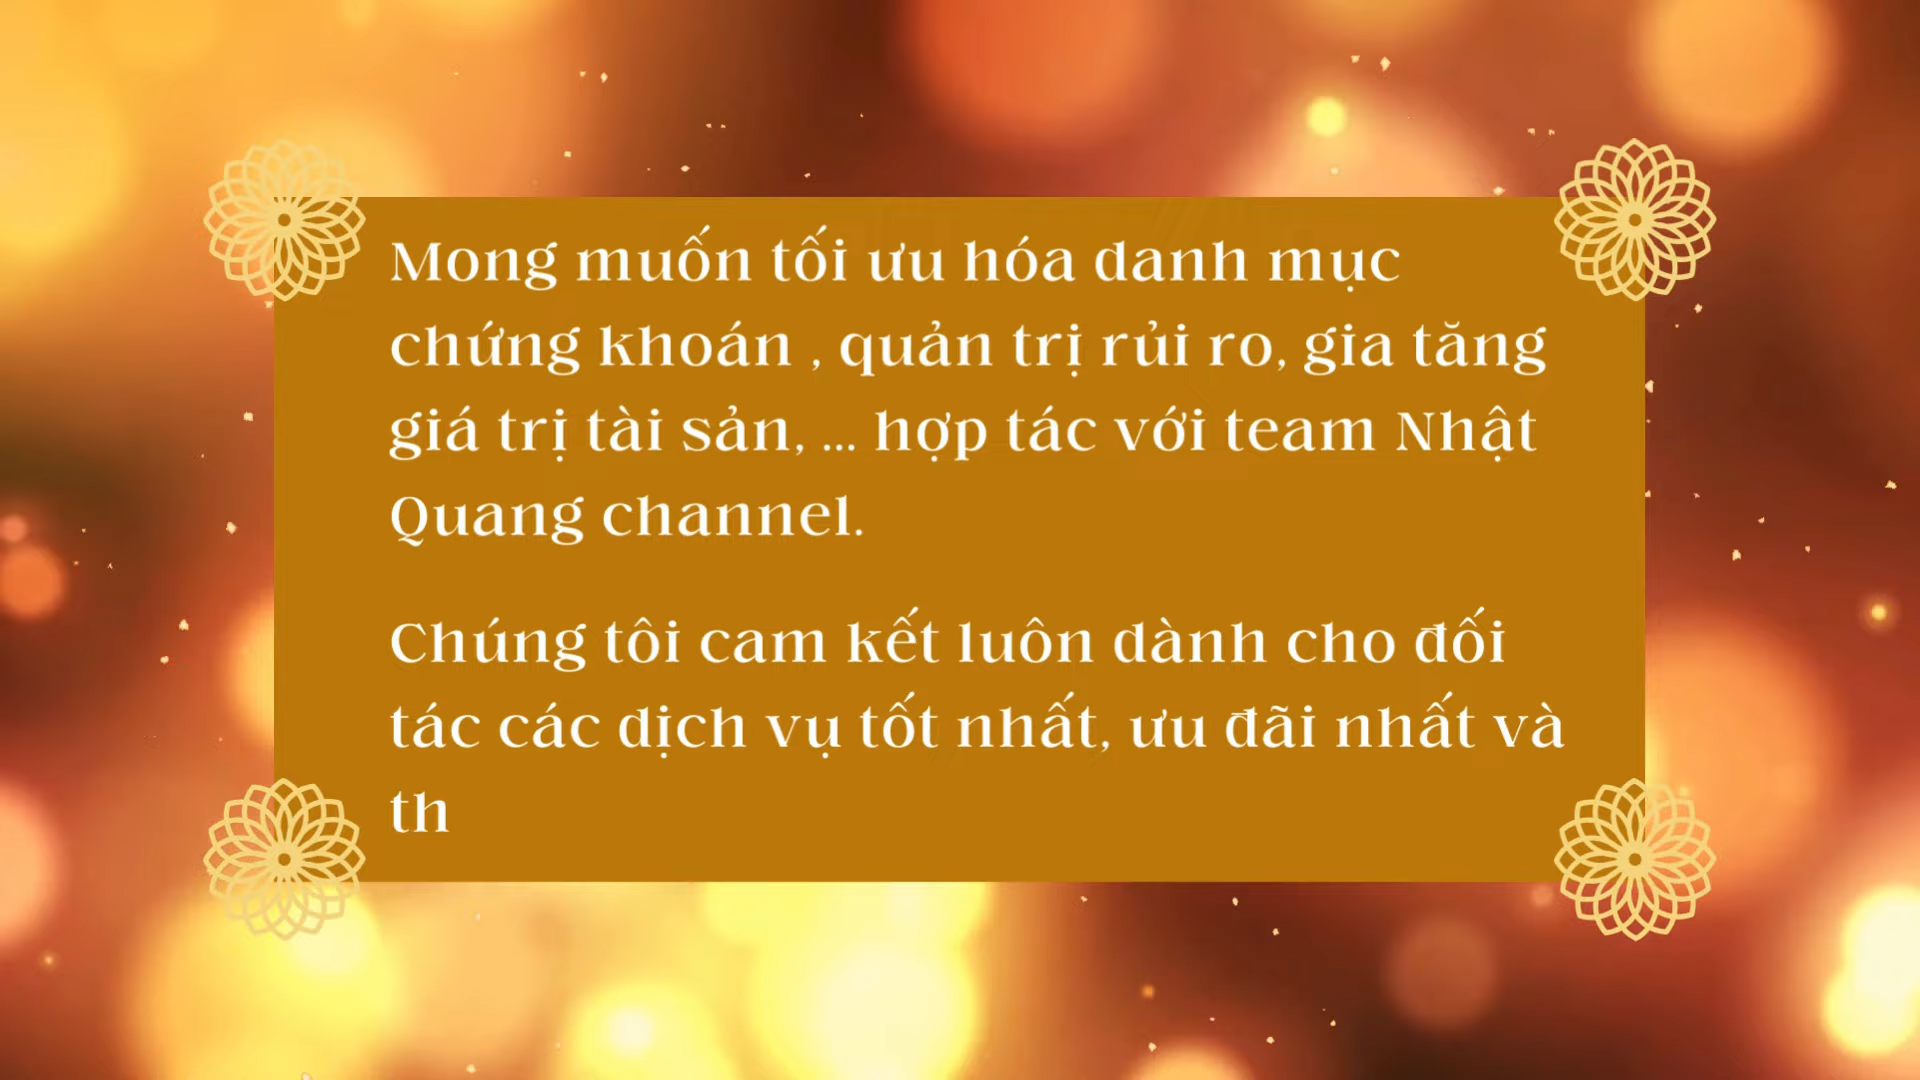 Mong muốn tối ưu hóa danh mục
chứng khoán , quản trị rủi ro, gia tăng
giá trị tài sản, ... hợp tác với team Nhật
Quang channel.
Chúng tôi cam kết luôn dành cho đối
tác các dịch vụ tốt nhất, ưu đãi nhất và
th